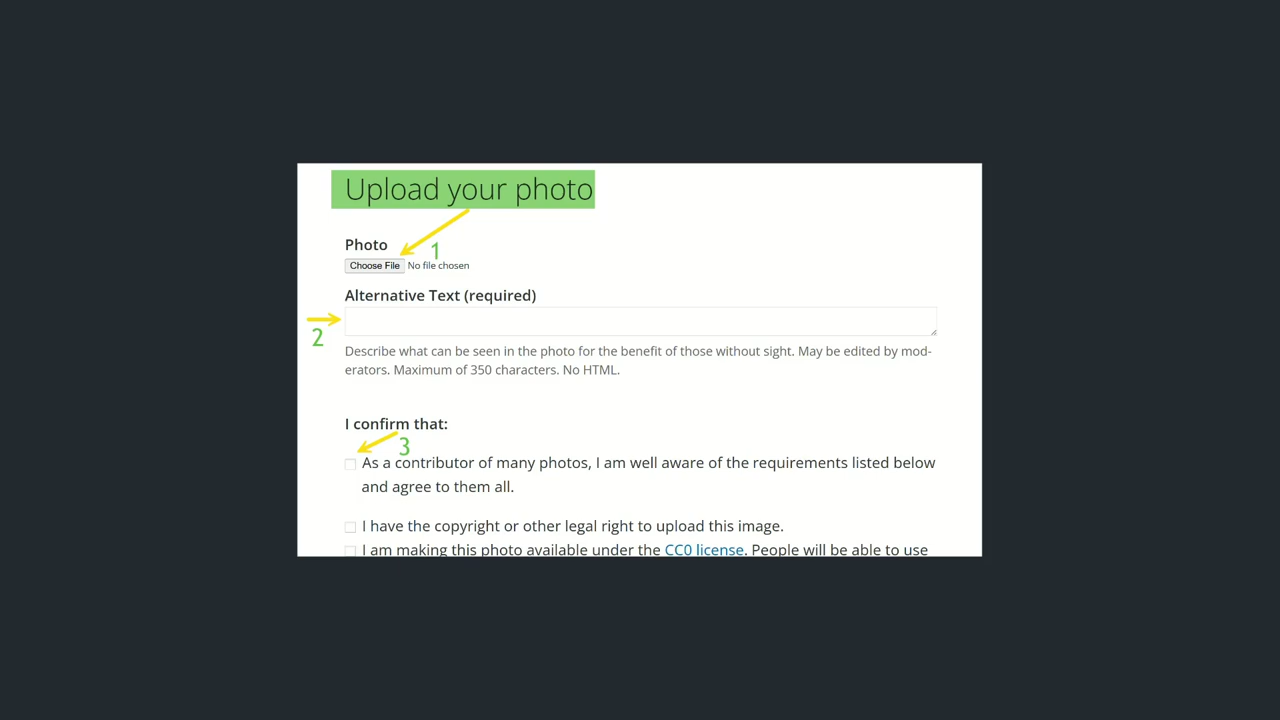 Upload your photo
1
Photo
Choose File No file chosen
Alternative Text (required)
2
Describe what can be seen in the photo for the benefit of those without sight. May be edited by mod-
erators. Maximum of 350 characters. No HTML.
I confirm that:
3
As a contributor of many photos, I am well aware of the requirements listed below
and agree to them all.
I have the copyright or other legal right to upload this image.
I am making this photo available under the CC0 license. People will be able to use